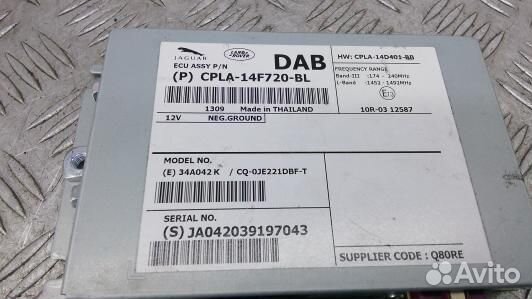 JAGUAR
LAND ROVER
DAB
HW: CPLA-14D401-BB
ECU ASSY P/N
(P) CPLA-14F720-BL
FREQUENCY RANGE
Band-III :174 - 240MHz
L-Band :1452 - 1492MHz
E13
10R-03 12587
1309 Made in THAILAND
12V NEG.GROUND
MODEL NO.
(E) 34A042K / CQ-0JE221DBF-T
SERIAL NO.
(S) JA042039197043
SUPPLIER CODE : Q80RE
Avito